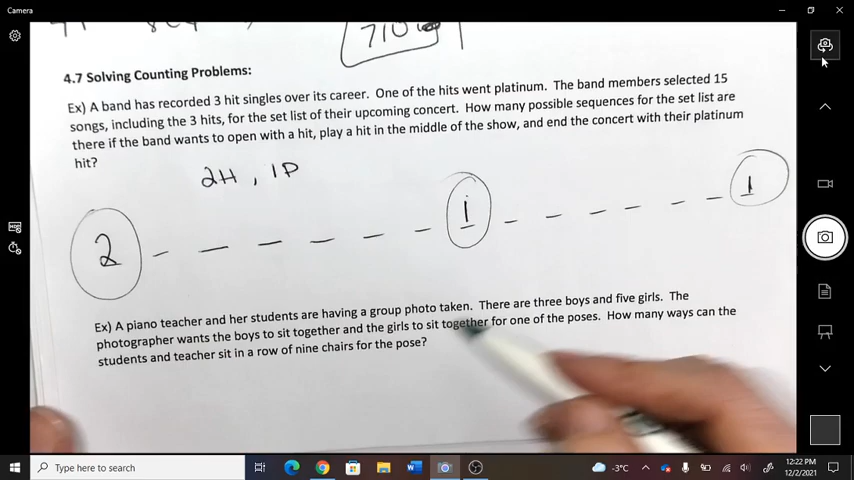 Camera
710
4.7 Solving Counting Problems:
Ex) A band has recorded 3 hit singles over its career. One of the hits went platinum. The band members selected 15
songs, including the 3 hits, for the set list of their upcoming concert. How many possible sequences for the set list are
there if the band wants to open with a hit, play a hit in the middle of the show, and end the concert with their platinum
hit?
2H, 1P
2 _ _ _ _ _ _ 1 _ _ _ _ _ _ 1
Ex) A piano teacher and her students are having a group photo taken. There are three boys and five girls. The
photographer wants the boys to sit together and the girls to sit together for one of the poses. How many ways can the
students and teacher sit in a row of nine chairs for the pose?
Type here to search
-3°C
12:22 PM
12/2/2021